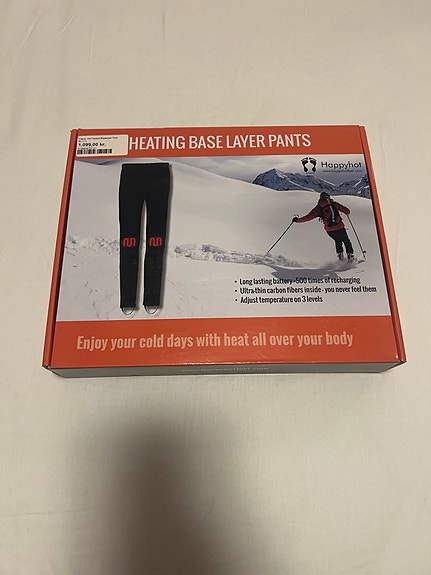 1.099,00 kr.
HEATING BASE LAYER PANTS
Happyhot
• Long lasting battery >500 times of recharging
• Ultra-thin carbon fibers inside - you never feel them
• Adjust temperature on 3 levels
Enjoy your cold days with heat all over your body